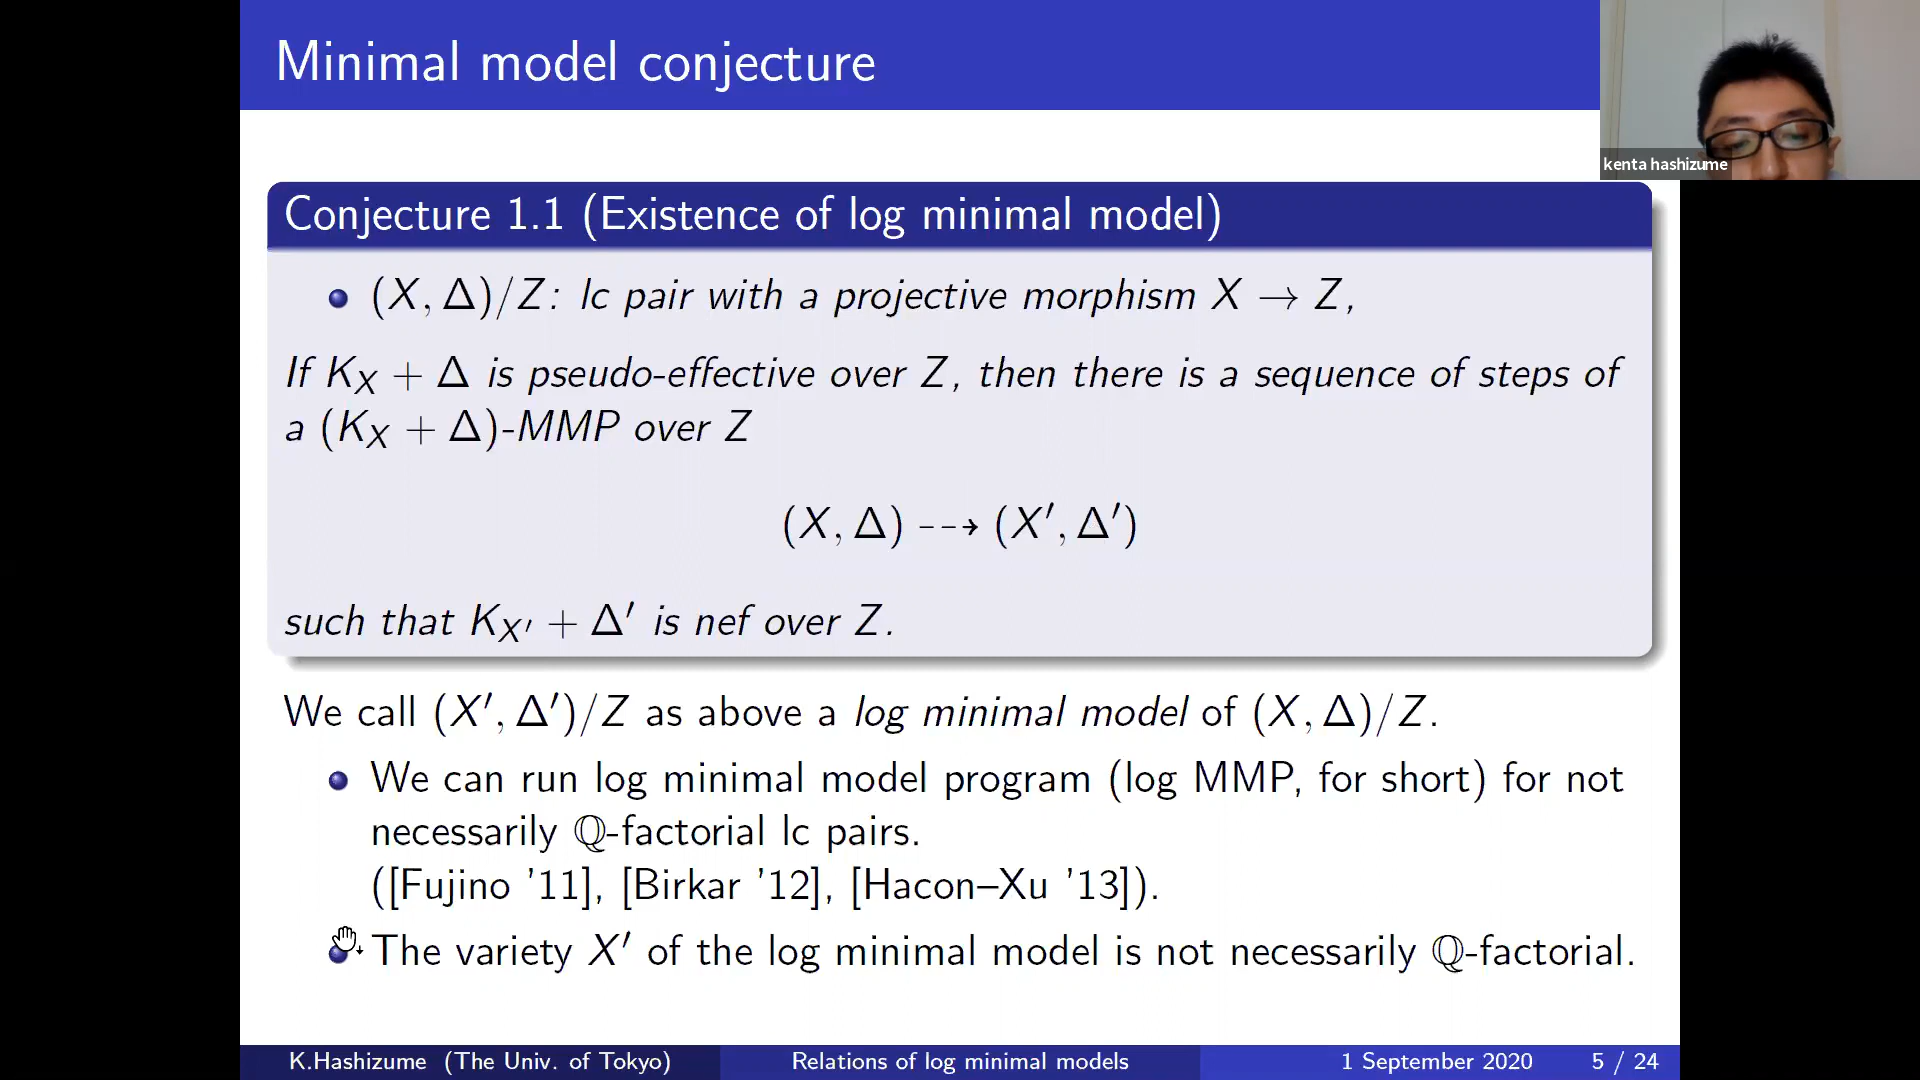 Minimal model conjecture
kenta hashizume
Conjecture 1.1 (Existence of log minimal model)
(X, Δ)/Z: lc pair with a projective morphism X → Z,
If K_X + Δ is pseudo-effective over Z, then there is a sequence of steps of
a (K_X + Δ)-MMP over Z
(X, Δ) ⇢ (X′, Δ′)
such that K_{X′} + Δ′ is nef over Z.
We call (X′, Δ′)/Z as above a log minimal model of (X, Δ)/Z.
We can run log minimal model program (log MMP, for short) for not
necessarily ℚ-factorial lc pairs.
([Fujino ’11], [Birkar ’12], [Hacon–Xu ’13]).
The variety X′ of the log minimal model is not necessarily ℚ-factorial.
K.Hashizume (The Univ. of Tokyo) Relations of log minimal models 1 September 2020 5 / 24